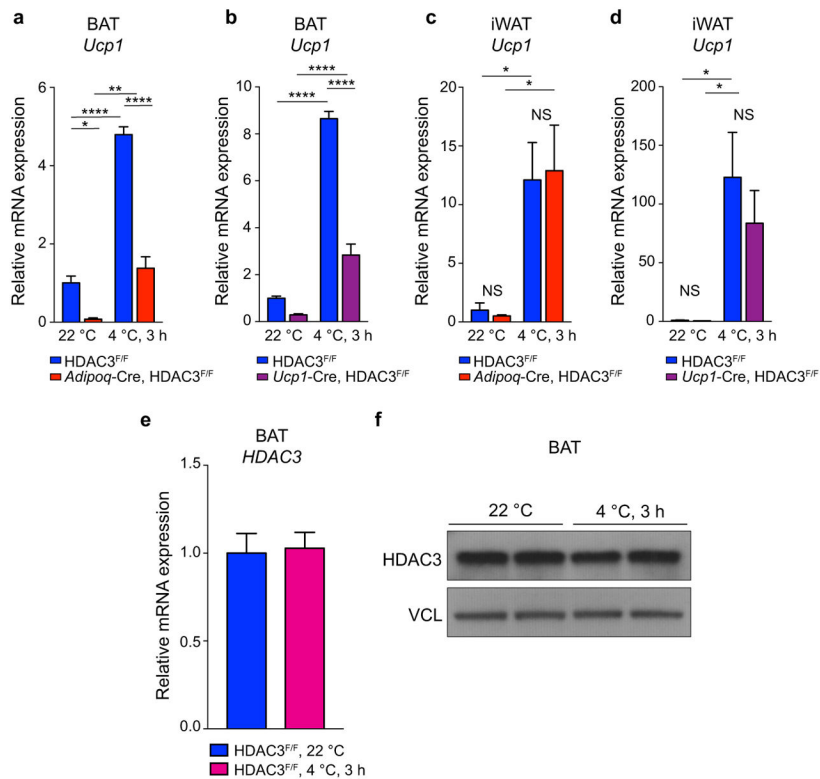 a
BAT
Ucp1
Relative mRNA expression
6
4
2
0
**
****
****
*
22 °C
4 °C, 3 h
HDAC3F/F
Adipoq-Cre, HDAC3F/F
b
BAT
Ucp1
Relative mRNA expression
10
8
6
4
2
0
****
****
****
22 °C
4 °C, 3 h
HDAC3F/F
Ucp1-Cre, HDAC3F/F
c
iWAT
Ucp1
Relative mRNA expression
20
15
10
5
0
*
*
NS
NS
22 °C
4 °C, 3 h
HDAC3F/F
Adipoq-Cre, HDAC3F/F
d
iWAT
Ucp1
Relative mRNA expression
200
150
100
50
0
*
*
NS
NS
22 °C
4 °C, 3 h
HDAC3F/F
Ucp1-Cre, HDAC3F/F
e
BAT
HDAC3
Relative mRNA expression
1.5
1.0
0.5
0.0
HDAC3F/F, 22 °C
HDAC3F/F, 4 °C, 3 h
f
BAT
22 °C
4 °C, 3 h
HDAC3
VCL